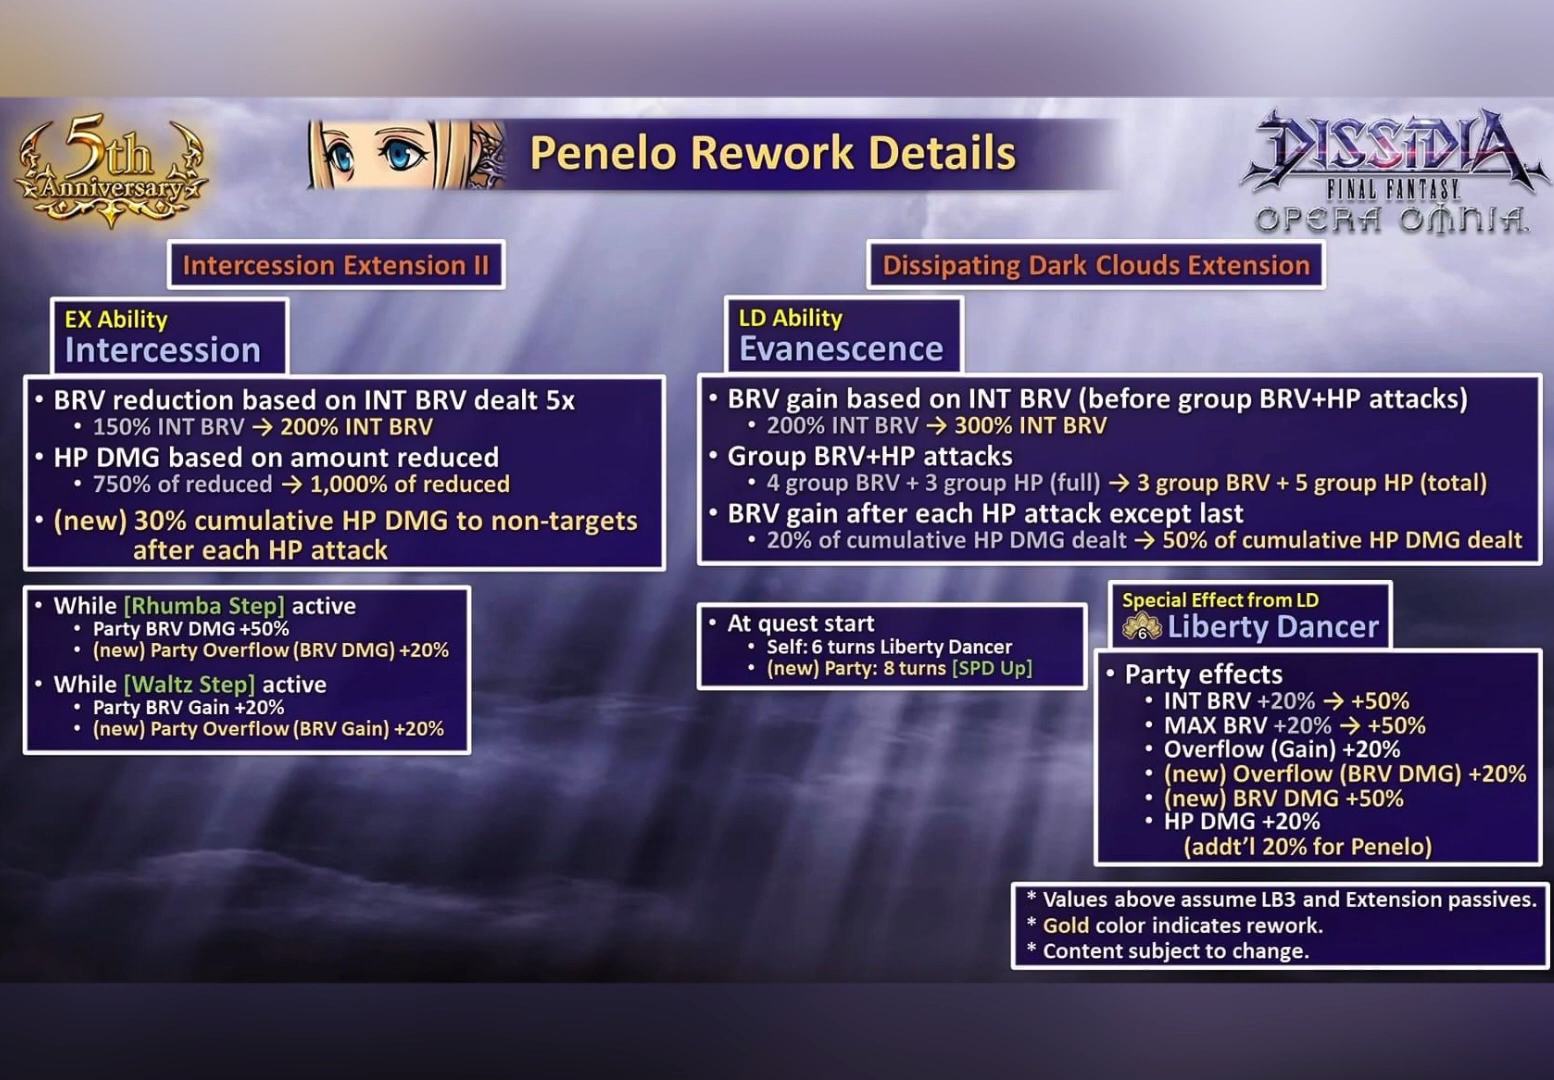 5th
Anniversary
Penelo Rework Details
DISSIDIA
FINAL FANTASY
OPERA OMNIA
Intercession Extension II
EX Ability
Intercession
• BRV reduction based on INT BRV dealt 5x
• 150% INT BRV → 200% INT BRV
• HP DMG based on amount reduced
• 750% of reduced → 1,000% of reduced
• (new) 30% cumulative HP DMG to non-targets
after each HP attack
• While [Rhumba Step] active
• Party BRV DMG +50%
• (new) Party Overflow (BRV DMG) +20%
• While [Waltz Step] active
• Party BRV Gain +20%
• (new) Party Overflow (BRV Gain) +20%
Dissipating Dark Clouds Extension
LD Ability
Evanescence
• BRV gain based on INT BRV (before group BRV+HP attacks)
• 200% INT BRV → 300% INT BRV
• Group BRV+HP attacks
• 4 group BRV + 3 group HP (full) → 3 group BRV + 5 group HP (total)
• BRV gain after each HP attack except last
• 20% of cumulative HP DMG dealt → 50% of cumulative HP DMG dealt
• At quest start
• Self: 6 turns Liberty Dancer
• (new) Party: 8 turns [SPD Up]
Special Effect from LD
6 Liberty Dancer
• Party effects
• INT BRV +20% → +50%
• MAX BRV +20% → +50%
• Overflow (Gain) +20%
• (new) Overflow (BRV DMG) +20%
• (new) BRV DMG +50%
• HP DMG +20%
(addt'l 20% for Penelo)
* Values above assume LB3 and Extension passives.
* Gold color indicates rework.
* Content subject to change.